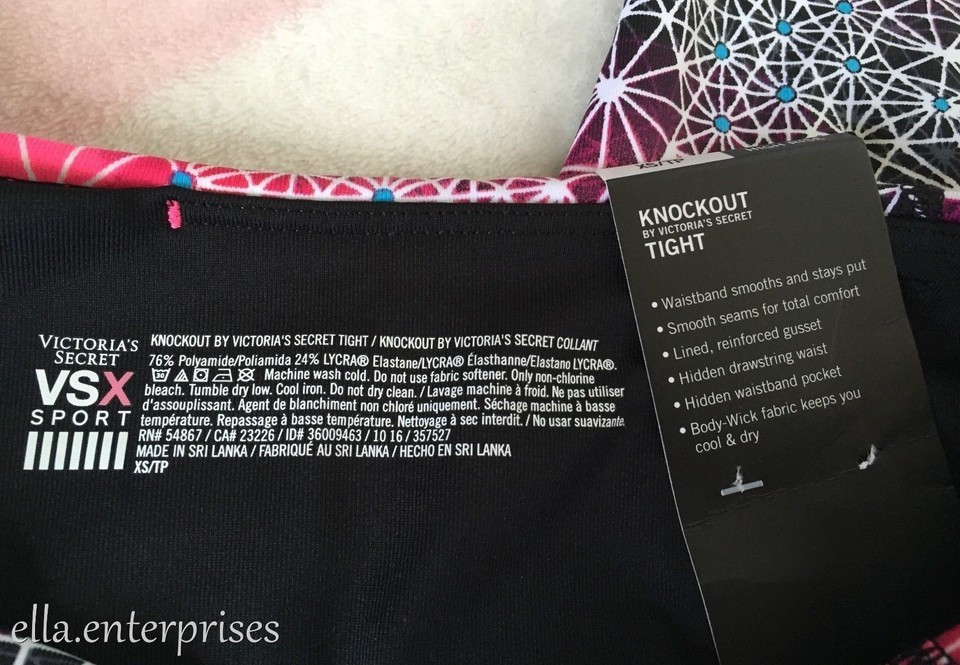 VICTORIA'S
SECRET
VSX
SPORT
KNOCKOUT BY VICTORIA'S SECRET TIGHT / KNOCKOUT BY VICTORIA'S SECRET COLLANT
76% Polyamide/Poliamida 24% LYCRA® Elastane/LYCRA® Élasthanne/Elastano LYCRA®.
30 Machine wash cold. Do not use fabric softener. Only non-chlorine
bleach. Tumble dry low. Cool iron. Do not dry clean. / Lavage machine à froid. Ne pas utiliser
d'assouplissant. Agent de blanchiment non chloré uniquement. Séchage machine à basse
température. Repassage à basse température. Nettoyage à sec interdit. / No usar suavizante.
RN# 54867 / CA# 23226 / ID# 36009463 / 10 16 / 357527
MADE IN SRI LANKA / FABRIQUÉ AU SRI LANKA / HECHO EN SRI LANKA
XS/TP
XS/TP
KNOCKOUT
BY VICTORIA'S SECRET
TIGHT
• Waistband smooths and stays put
• Smooth seams for total comfort
• Lined, reinforced gusset
• Hidden drawstring waist
• Hidden waistband pocket
• Body-Wick fabric keeps you
cool & dry
ella.enterprises